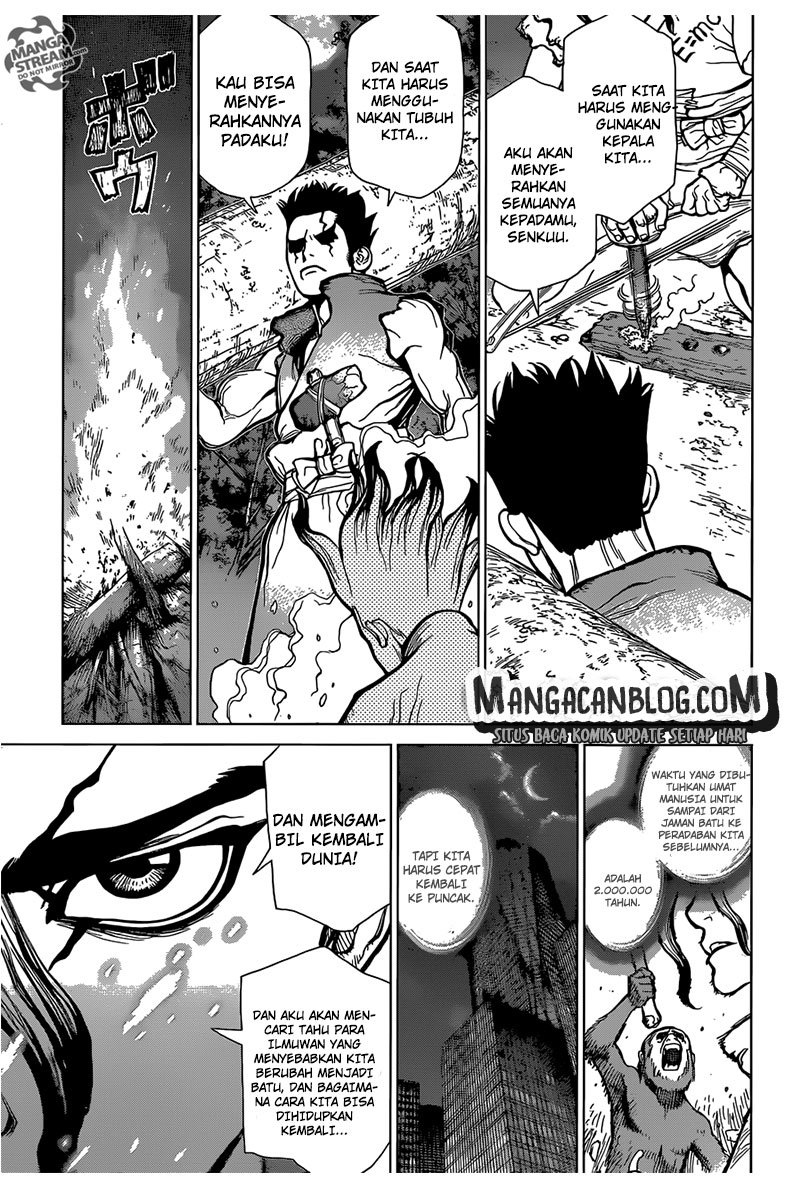 MANGA
STREAM.com
DO NOT MIRROR
E=mc
SAAT KITA
HARUS MENG-
GUNAKAN
KEPALA
KITA...
AKU AKAN
MENYE-
RAHKAN
SEMUANYA
KEPADAMU,
SENKUU.
DAN SAAT
KITA HARUS
MENGGU-
NAKAN TUBUH
KITA...
KAU BISA
MENYE-
RAHKANNYA
PADAKU!
ボウ
MANGACANBLOG.COM
SITUS BACA KOMIK UPDATE SETIAP HARI
WAKTU YANG DIBU-
TUHKAN UMAT
MANUSIA UNTUK
SAMPAI DARI
JAMAN BATU KE
PERADABAN KITA
SEBELUMNYA...
ADALAH
2.000.000
TAHUN.
TAPI KITA
HARUS CEPAT
KEMBALI
KE PUNCAK.
DAN MENGAM-
BIL KEMBALI
DUNIA!
DAN AKU AKAN MEN-
CARI TAHU PARA
ILMUWAN YANG
MENYEBABKAN KITA
BERUBAH MENJADI
BATU, DAN BAGAIMA-
NA CARA KITA BISA
DIHIDUPKAN
KEMBALI...